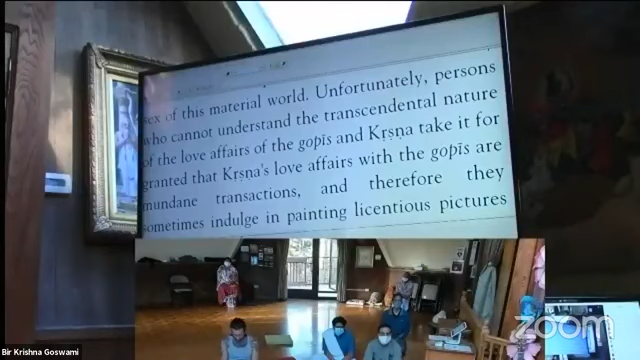 sex of this material world. Unfortunately, persons
who cannot understand the transcendental nature
of the love affairs of the gopīs and Kṛṣṇa take it for
granted that Kṛṣṇa's love affairs with the gopīs are
mundane transactions, and therefore they
sometimes indulge in painting licentious pictures
zoom
Bir Krishna Goswami